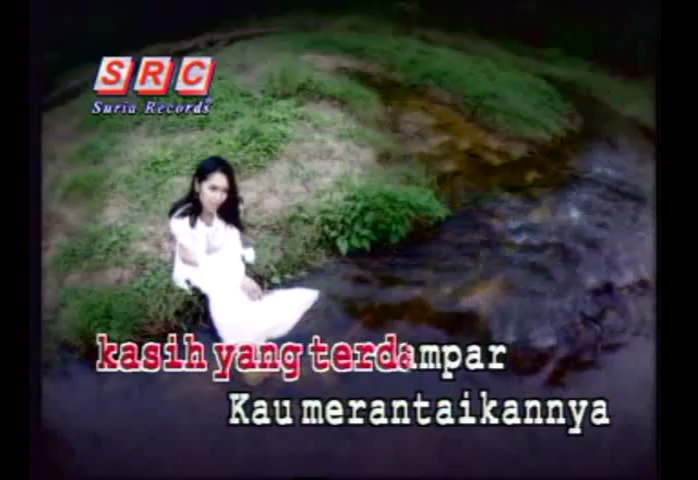 SRC
Suria Records
kasih yang terdampar
Kau merantaikannya